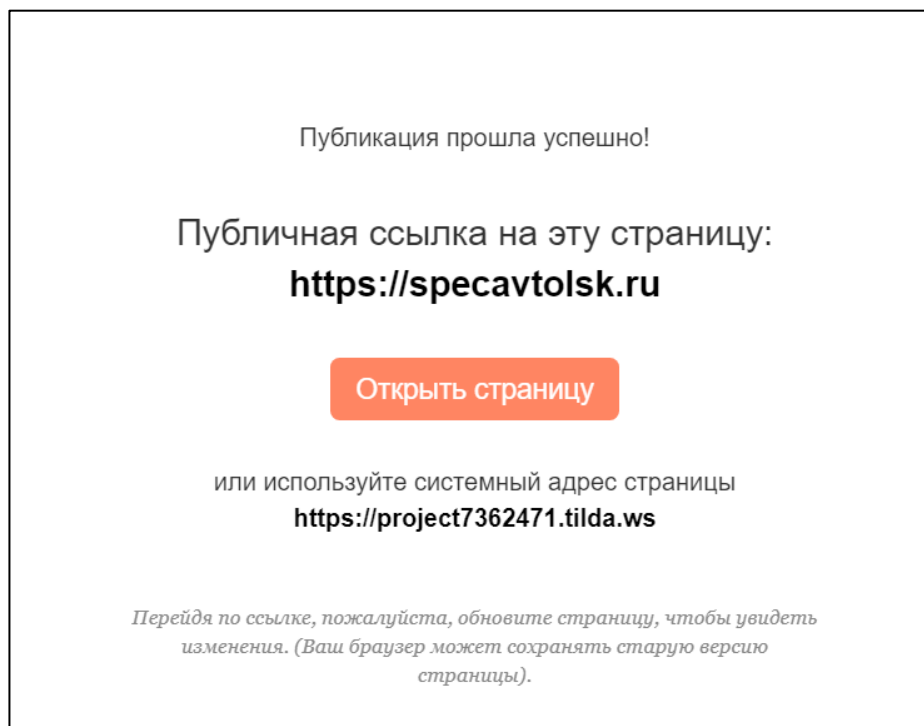 Публикация прошла успешно!
Публичная ссылка на эту страницу:
https://specavtolsk.ru
Открыть страницу
или используйте системный адрес страницы
https://project7362471.tilda.ws
Перейдя по ссылке, пожалуйста, обновите страницу, чтобы увидеть
изменения. (Ваш браузер может сохранять старую версию
страницы).